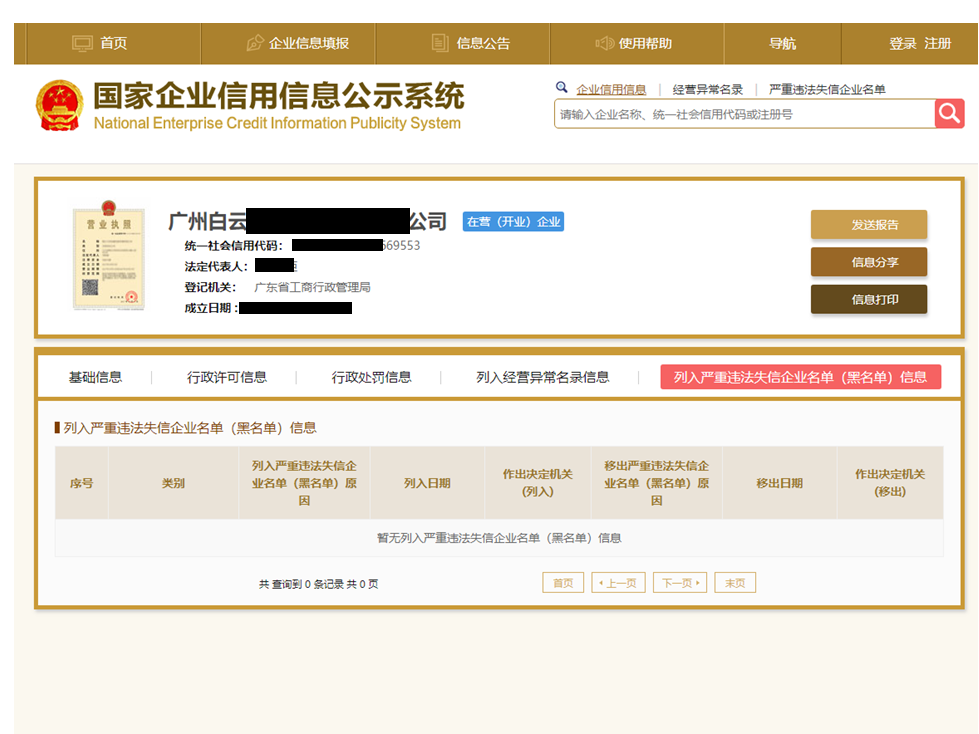 首页 企业信息填报 信息公告 使用帮助 导航 登录 注册
国家企业信用信息公示系统
National Enterprise Credit Information Publicity System
企业信用信息 | 经营异常名录 | 严重违法失信企业名单
请输入企业名称、统一社会信用代码或注册号
营业执照
广州白云 公司 在营（开业）企业
统一社会信用代码： 569553
法定代表人：
登记机关： 广东省工商行政管理局
成立日期：
发送报告
信息分享
信息打印
基础信息 | 行政许可信息 | 行政处罚信息 | 列入经营异常名录信息 | 列入严重违法失信企业名单（黑名单）信息
列入严重违法失信企业名单（黑名单）信息
序号 类别 列入严重违法失信企业名单（黑名单）原因 列入日期 作出决定机关(列入) 移出严重违法失信企业名单（黑名单）原因 移出日期 作出决定机关(移出)
暂无列入严重违法失信企业名单（黑名单）信息
共 查询到 0 条记录 共 0 页 首页 上一页 下一页 末页